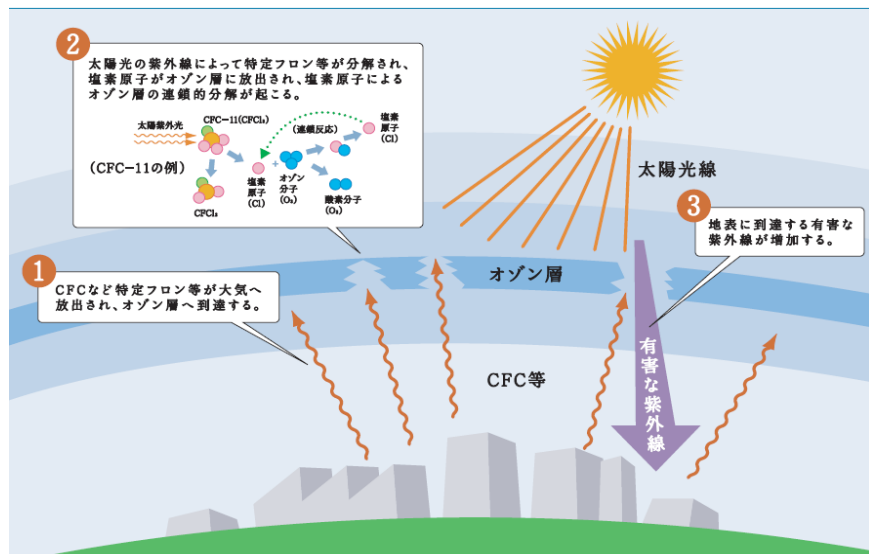 1
CFCなど特定フロン等が大気へ
放出され、オゾン層へ到達する。
2
太陽光の紫外線によって特定フロン等が分解され、
塩素原子がオゾン層に放出され、塩素原子による
オゾン層の連鎖的分解が起こる。
太陽紫外光
CFC-11(CFCl₃)
(連鎖反応)
塩素
原子
(Cl)
(CFC-11の例)
CFCl₂
塩素
原子
(Cl)
+
オゾン
分子
(O₃)
酸素分子
(O₂)
太陽光線
3
地表に到達する有害な
紫外線が増加する。
オゾン層
CFC等
有害な紫外線